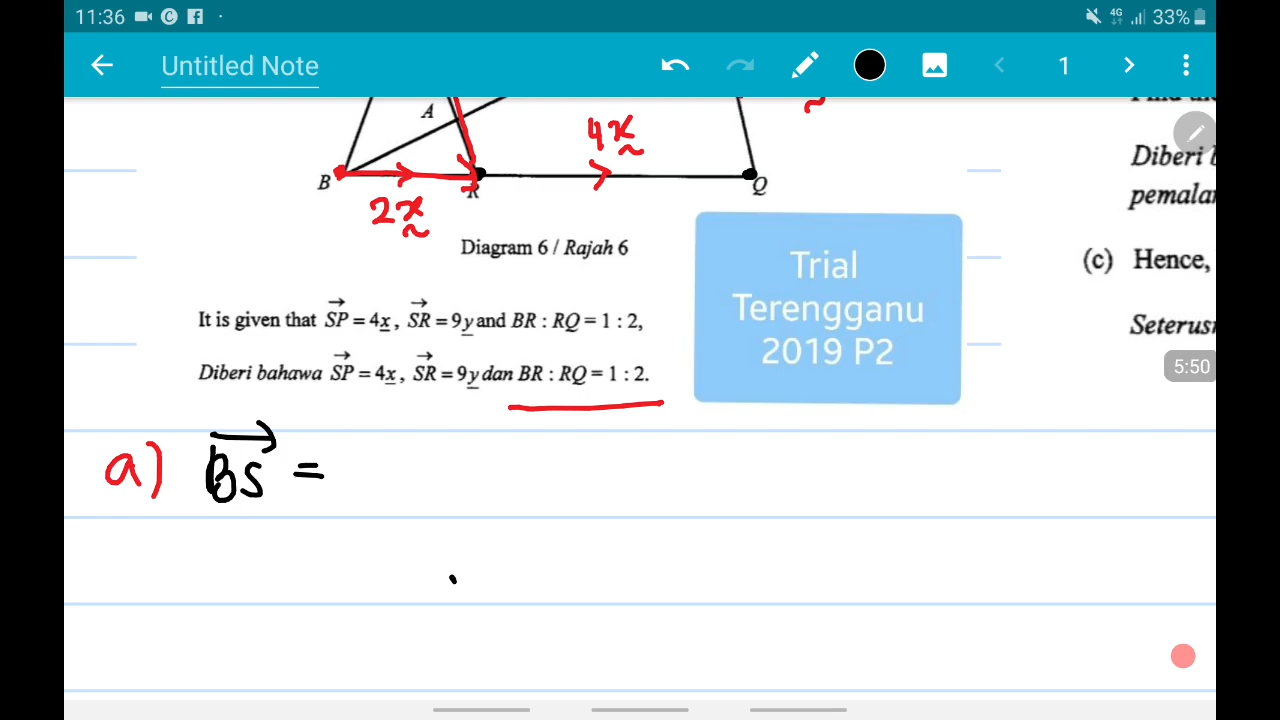 11:36
4G
33%
Untitled Note
1
A
4x
B
R
Q
2x
Diberi
pemalar
Diagram 6 / Rajah 6
Trial
Terengganu
2019 P2
(c) Hence,
It is given that SP = 4x, SR = 9y and BR : RQ = 1 : 2,
Diberi bahawa SP = 4x, SR = 9y dan BR : RQ = 1 : 2.
5:50
a) BS =